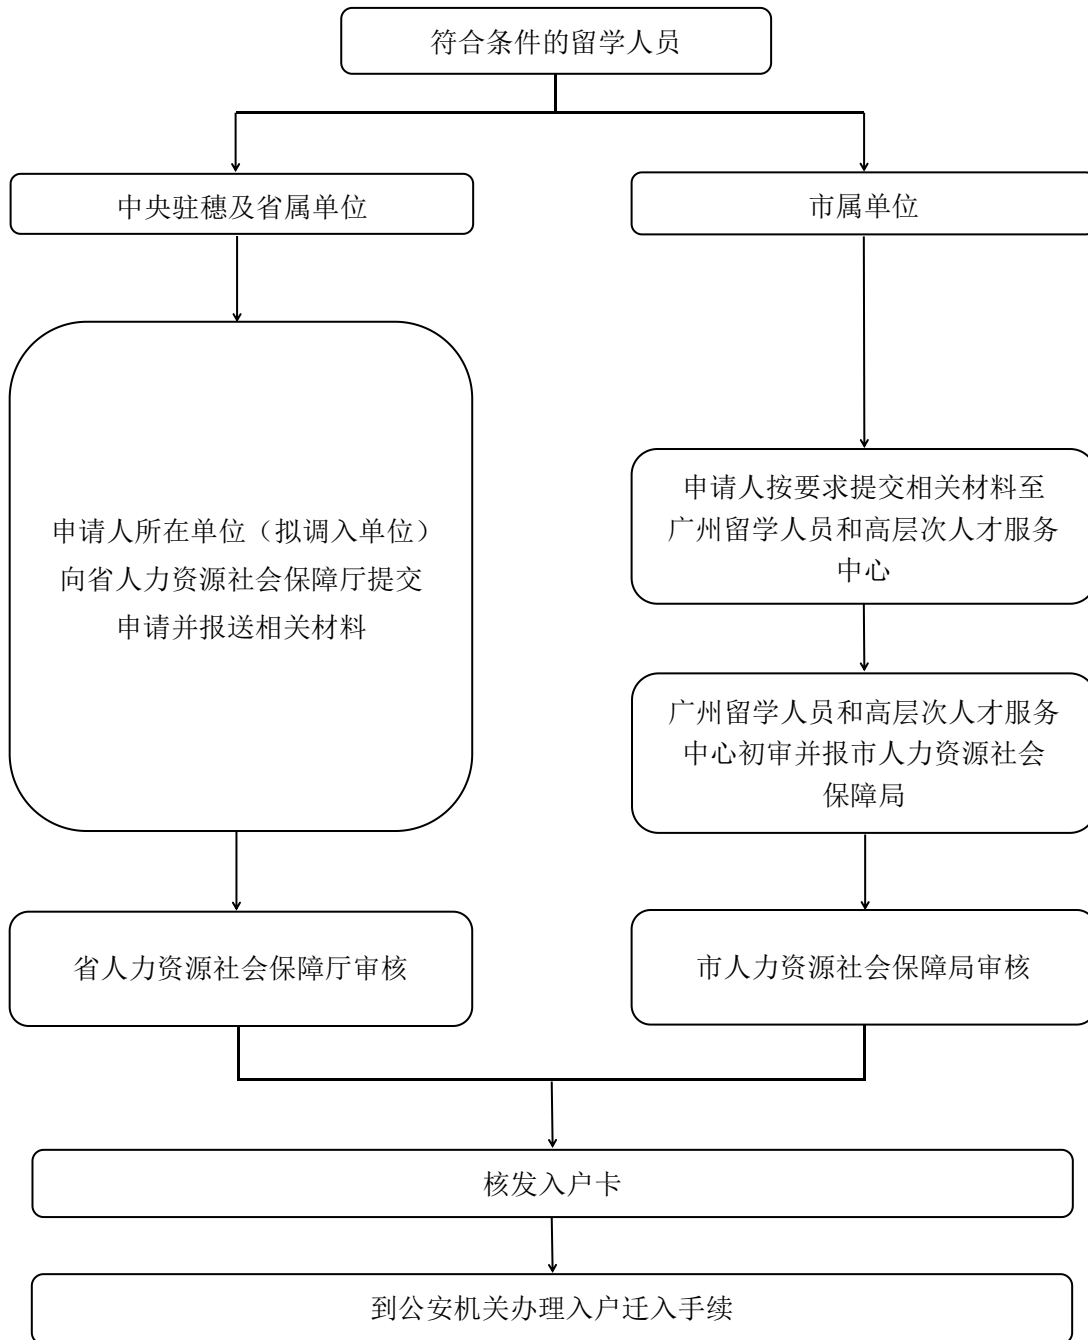 符合条件的留学人员
中央驻穗及省属单位
市属单位
申请人所在单位（拟调入单位）
向省人力资源社会保障厅提交
申请并报送相关材料
申请人按要求提交相关材料至
广州留学人员和高层次人才服务
中心
广州留学人员和高层次人才服务
中心初审并报市人力资源社会
保障局
省人力资源社会保障厅审核
市人力资源社会保障局审核
核发入户卡
到公安机关办理入户迁入手续